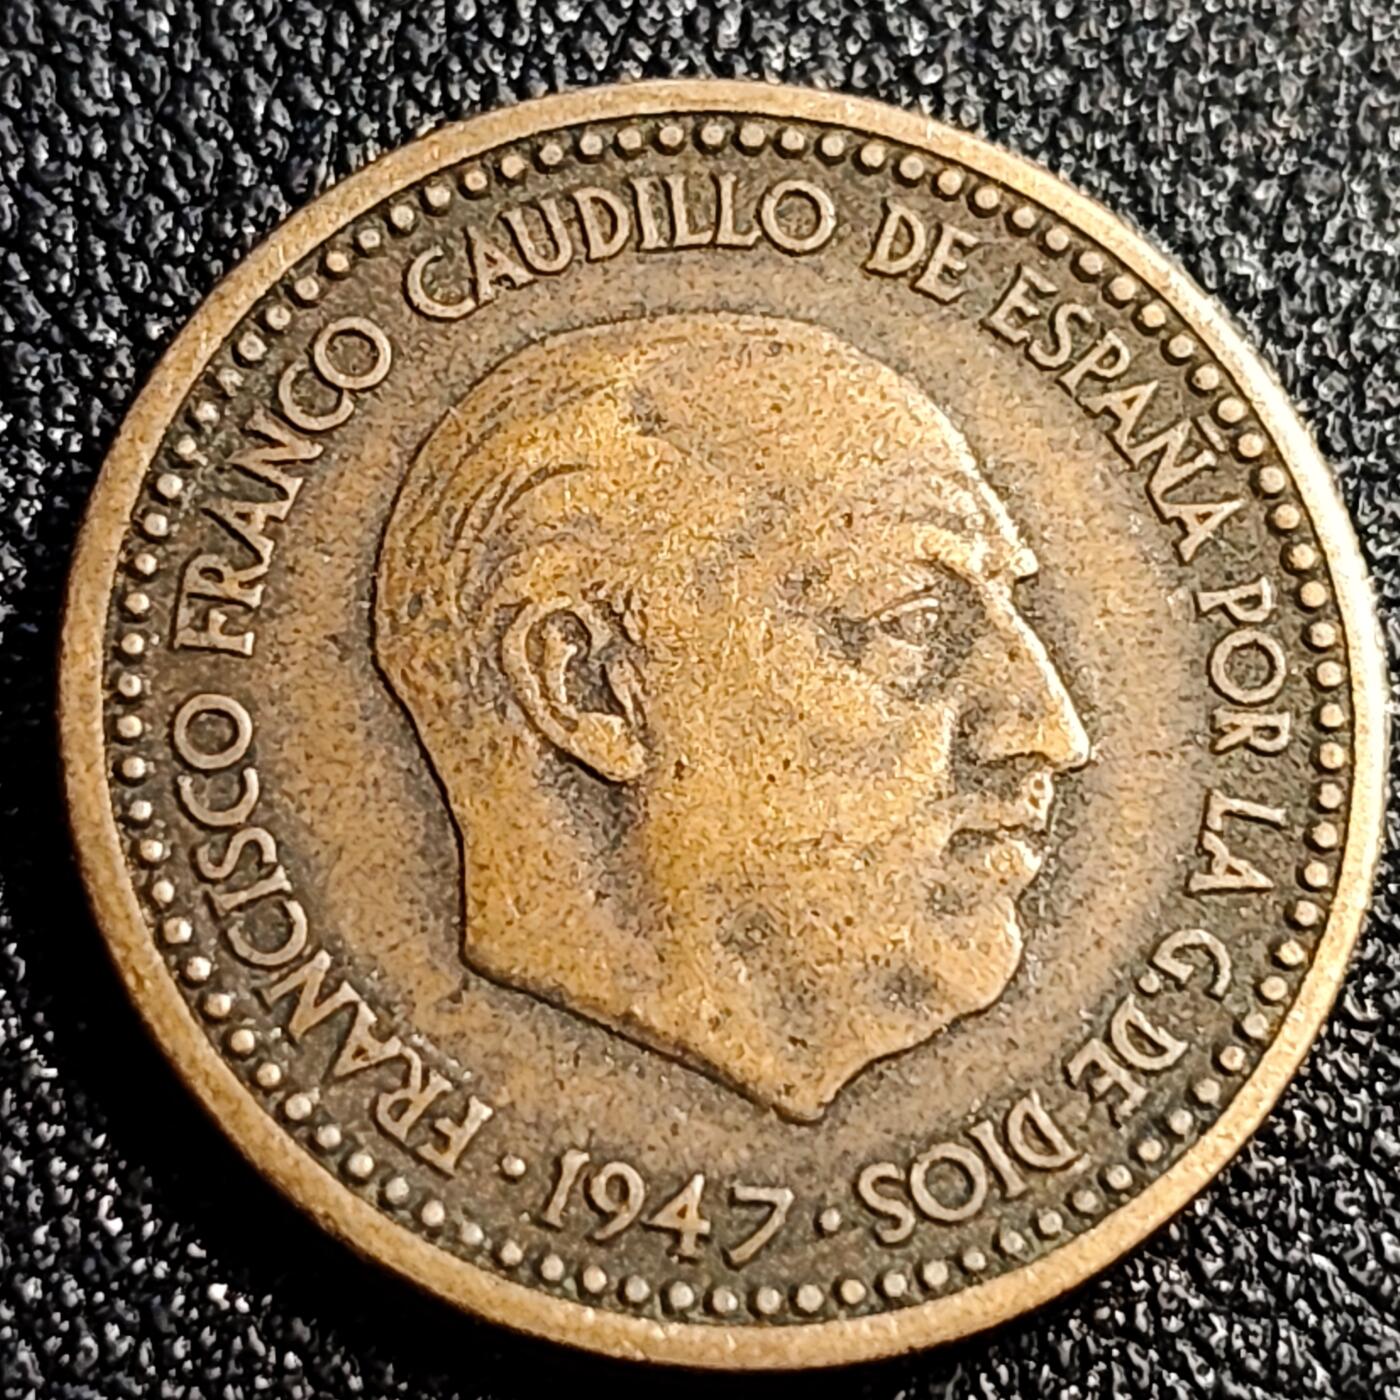 FRANCISCO FRANCO CAUDILLO DE ESPAÑA POR LA G. DE DIOS
· 1947 ·